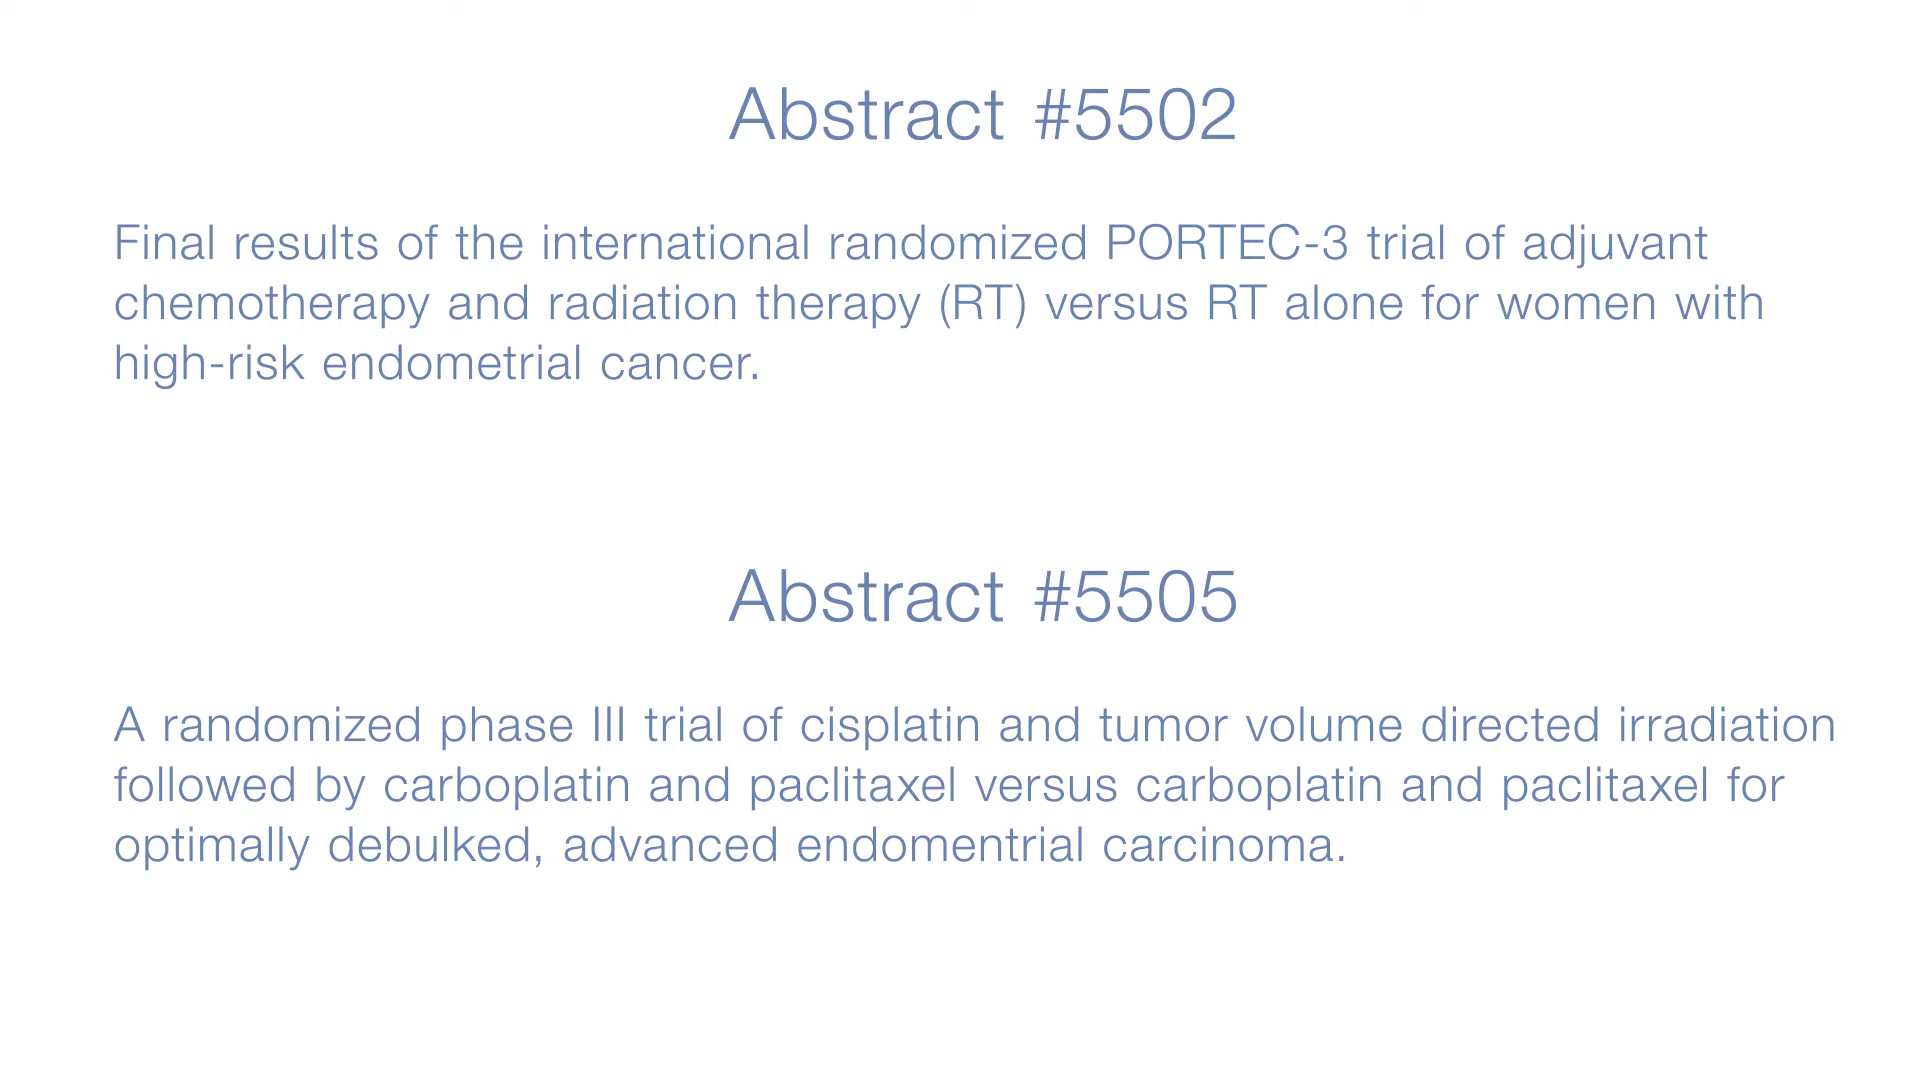 Abstract #5502
Final results of the international randomized PORTEC-3 trial of adjuvant
chemotherapy and radiation therapy (RT) versus RT alone for women with
high-risk endometrial cancer.
Abstract #5505
A randomized phase III trial of cisplatin and tumor volume directed irradiation
followed by carboplatin and paclitaxel versus carboplatin and paclitaxel for
optimally debulked, advanced endomentrial carcinoma.